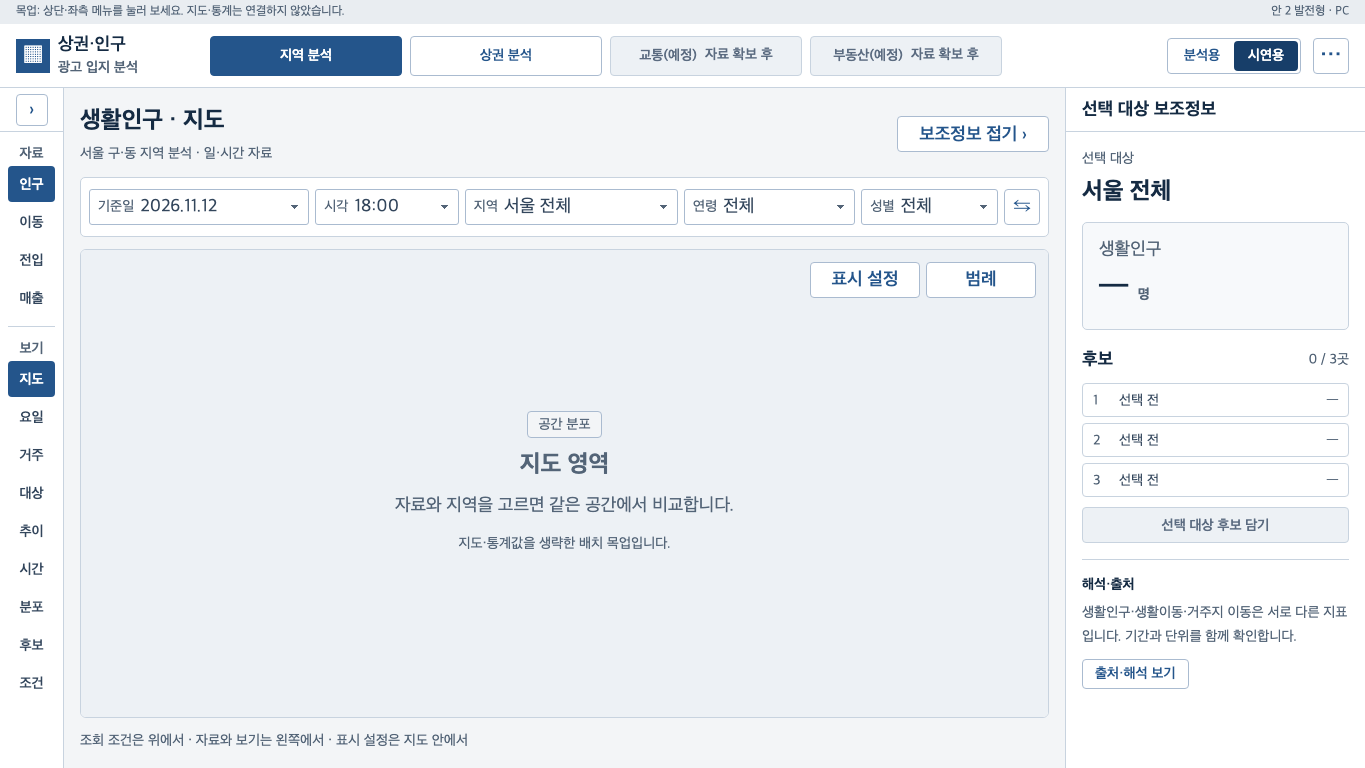 목업: 상단·좌측 메뉴를 눌러 보세요. 지도·통계는 연결하지 않았습니다.
안 2 발전형 · PC
상권·인구
광고 입지 분석
지역 분석
상권 분석
교통(예정) 자료 확보 후
부동산(예정) 자료 확보 후
분석용
시연용
···
›
자료
인구
이동
전입
매출
보기
지도
요일
거주
대상
추이
시간
분포
후보
조건
생활인구 · 지도
서울 구·동 지역 분석 · 일·시간 자료
보조정보 접기 ›
기준일 2026.11.12
시각 18:00
지역 서울 전체
연령 전체
성별 전체
표시 설정
범례
공간 분포
지도 영역
자료와 지역을 고르면 같은 공간에서 비교합니다.
지도·통계값을 생략한 배치 목업입니다.
조회 조건은 위에서 · 자료와 보기는 왼쪽에서 · 표시 설정은 지도 안에서
선택 대상 보조정보
선택 대상
서울 전체
생활인구
— 명
후보
0 / 3곳
1 선택 전 —
2 선택 전 —
3 선택 전 —
선택 대상 후보 담기
해석·출처
생활인구·생활이동·거주지 이동은 서로 다른 지표
입니다. 기간과 단위를 함께 확인합니다.
출처·해석 보기